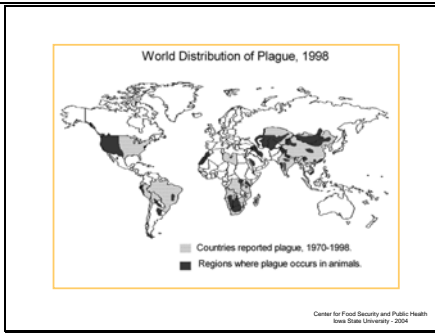 World Distribution of Plague, 1998
Countries reported plague, 1970-1998.
Regions where plague occurs in animals.
Center for Food Security and Public Health
Iowa State University - 2004